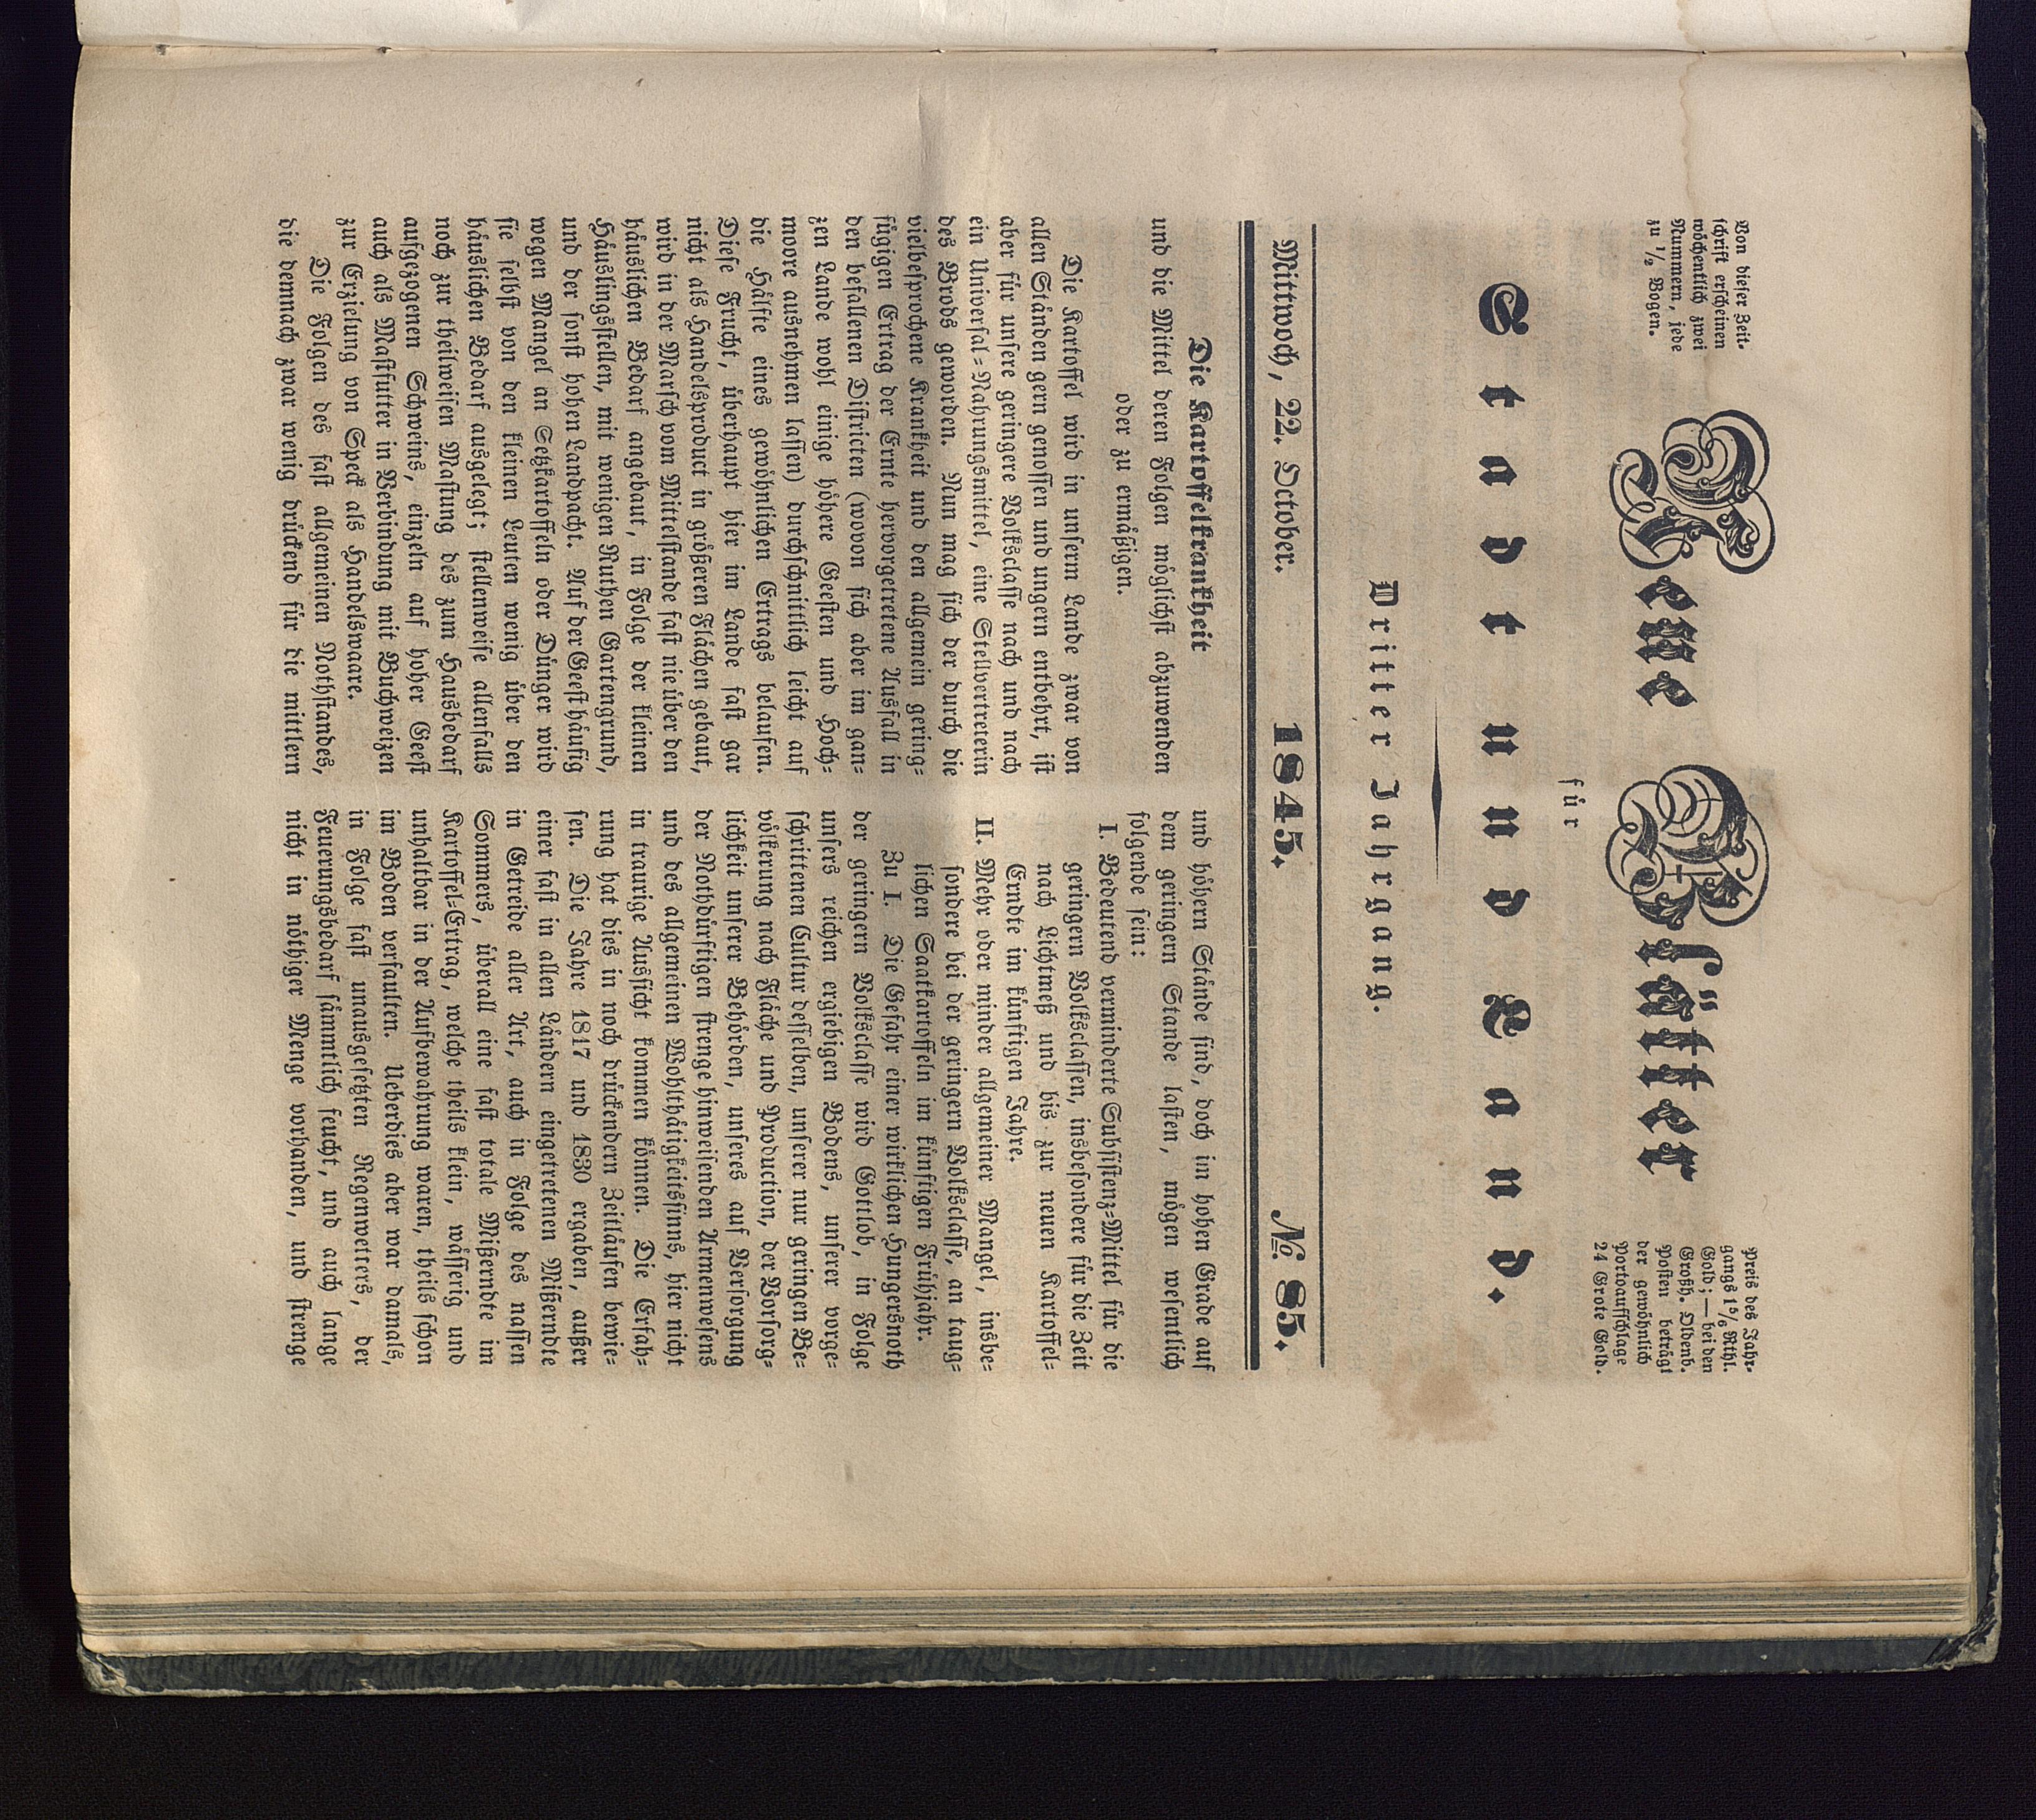 Von dieser Zeit-
schrift erscheinen
wöchentlich zwei
Nummern, jede
zu 1/2 Bogen.
Neue Blätter
Preis des Jahr-
gangs 1 5/6 Rthl.
Gold; — bei den
Großh. Oldenb.
Posten beträgt
der gewöhnlich
Portoaufschlage
24 Grote Gold.
für
Stadt und Land.
Dritter Jahrgang.
Mittwoch, 22. October. 1845. № 85.
Die Kartoffelkrankheit
und die Mittel deren Folgen möglichst abzuwenden
oder zu ermäßigen.
Die Kartoffel wird in unserm Lande zwar von
allen Ständen gern genossen und ungern entbehrt, ist
aber für unsere geringere Volksclasse nach und nach
ein Universal-Nahrungsmittel, eine Stellvertreterin
des Brods geworden. Nun mag sich der durch die
vielbesprochene Krankheit und den allgemein gering-
fügigen Ertrag der Ernte hervorgetretene Ausfall in
den befallenen Districten (wovon sich aber im gan-
zen Lande wohl einige höhere Geesten und Hoch-
moore ausnehmen lassen) durchschnittlich leicht auf
die Hälfte eines gewöhnlichen Ertrags belaufen.
Diese Frucht, überhaupt hier im Lande fast gar
nicht als Handelsproduct in größeren Flächen gebaut,
wird in der Marsch vom Mittelstande fast nie über den
häuslichen Bedarf angebaut, in Folge der kleinen
Häuslingsstellen, mit wenigen Ruthen Gartengrund,
und der sonst hohen Landpacht. Auf der Geest häufig
wegen Mangel an Setzkartoffeln oder Dünger wird
sie selbst von den kleinen Leuten wenig über den
häuslichen Bedarf ausgelegt; stellenweise allenfalls
noch zur theilweisen Mastung des zum Hausbedarf
aufgezogenen Schweins, einzeln auf hoher Geest
auch als Mastfutter in Verbindung mit Buchweizen
zur Erzielung von Speck als Handelswaare.
Die Folgen des fast allgemeinen Nothstandes,
die demnach zwar wenig drückend für die mittlern
und höhern Stände sind, doch im hohen Grade auf
dem geringern Stande lasten, mögen wesentlich
folgende sein:
I. Bedeutend verminderte Subsistenz-Mittel für die
geringern Volksclassen, insbesondere für die Zeit
nach Lichtmeß und bis zur neuen Kartoffel-
Erndte im künftigen Jahre.
II. Mehr oder minder allgemeiner Mangel, insbe-
sondere bei der geringern Volksclasse, an taug-
lichen Saatkartoffeln im künftigen Frühjahr.
Zu I. Die Gefahr einer wirklichen Hungersnoth
der geringern Volksclasse wird Gottlob, in Folge
unsers reichen ergiebigen Bodens, unserer vorge-
schrittenen Cultur desselben, unserer nur geringen Be-
völkerung nach Fläche und Production, der Vorsorg-
lichkeit unserer Behörden, unseres auf Versorgung
der Nothdürftigen strenge hinweisenden Armenwesens
und des allgemeinen Wohlthätigkeitsinns, hier nicht
in traurige Aussicht kommen können. Die Erfah-
rung hat dies in noch drückendern Zeitläufen bewie-
sen. Die Jahre 1817 und 1830 ergaben, außer
einer fast in allen Ländern eingetretenen Mißerndte
in Getreide aller Art, auch in Folge des nassen
Sommers, überall eine fast totale Mißerndte im
Kartoffel-Ertrag, welche theils klein, wässerig und
unhaltbar in der Aufbewahrung waren, theils schon
im Boden verfaulten. Ueberdies aber war damals,
in Folge fast unausgesetzten Regenwetters, der
Feuerungsbedarf sämmtlich feucht, und auch lange
nicht in nöthiger Menge vorhanden, und strenge